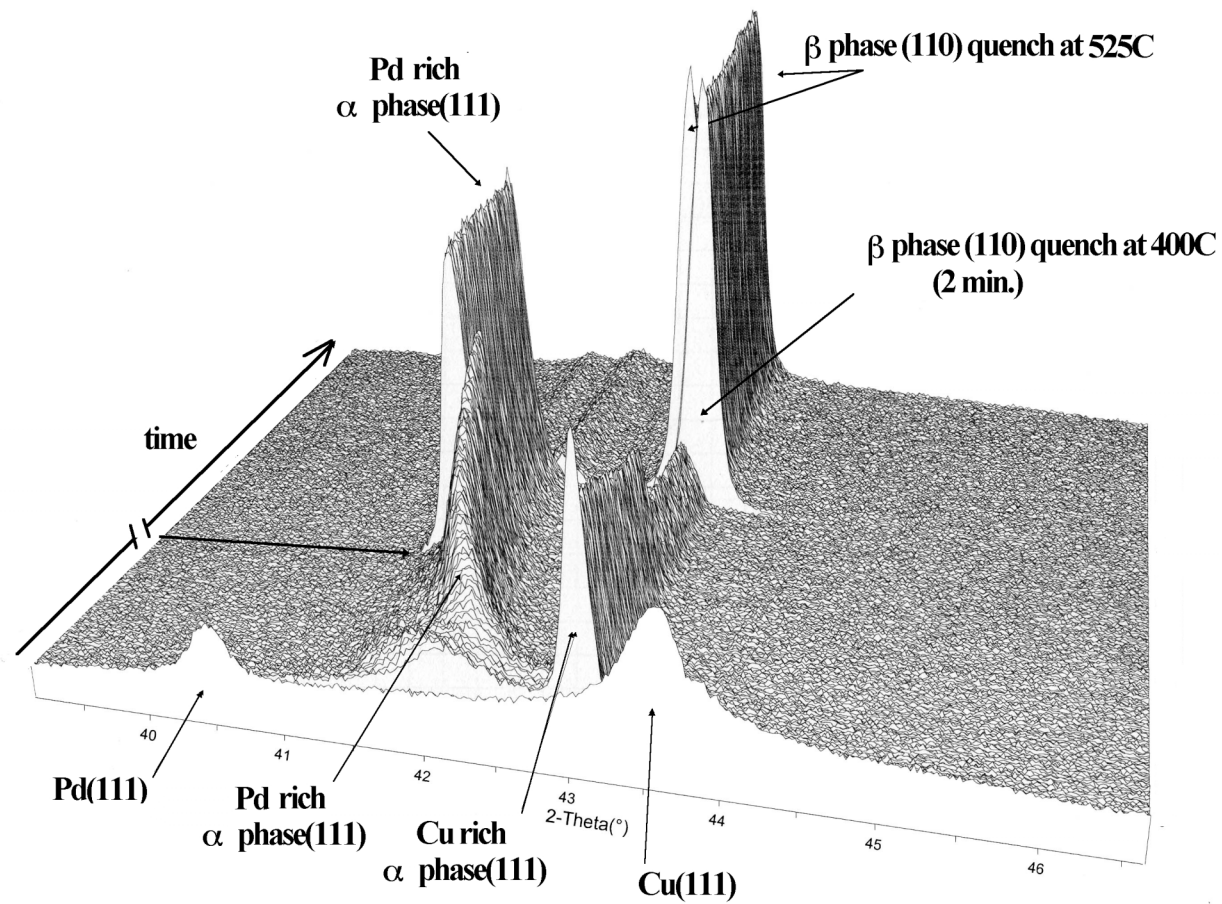 β phase (110) quench at 525C
Pd rich
α phase(111)
β phase (110) quench at 400C
(2 min.)
time
40
41
42
43
44
45
46
2-Theta(°)
Pd(111)
Pd rich
α phase(111)
Cu rich
α phase(111)
Cu(111)